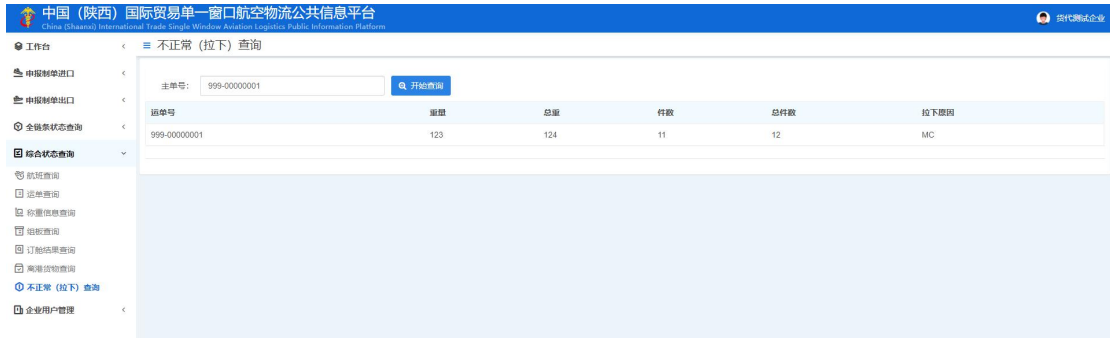 中国（陕西）国际贸易单一窗口航空物流公共信息平台
China (Shaanxi) International Trade Single Window Aviation Logistics Public Information Platform
货代测试企业
工作台
不正常（拉下）查询
申报制单进口
主单号： 999-00000001 开始查询
申报制单出口
运单号 重量 总重 件数 总件数 拉下原因
全链条状态查询
999-00000001 123 124 11 12 MC
综合状态查询
航班查询
运单查询
称重信息查询
组板查询
订舱结果查询
离港货物查询
不正常（拉下）查询
企业用户管理